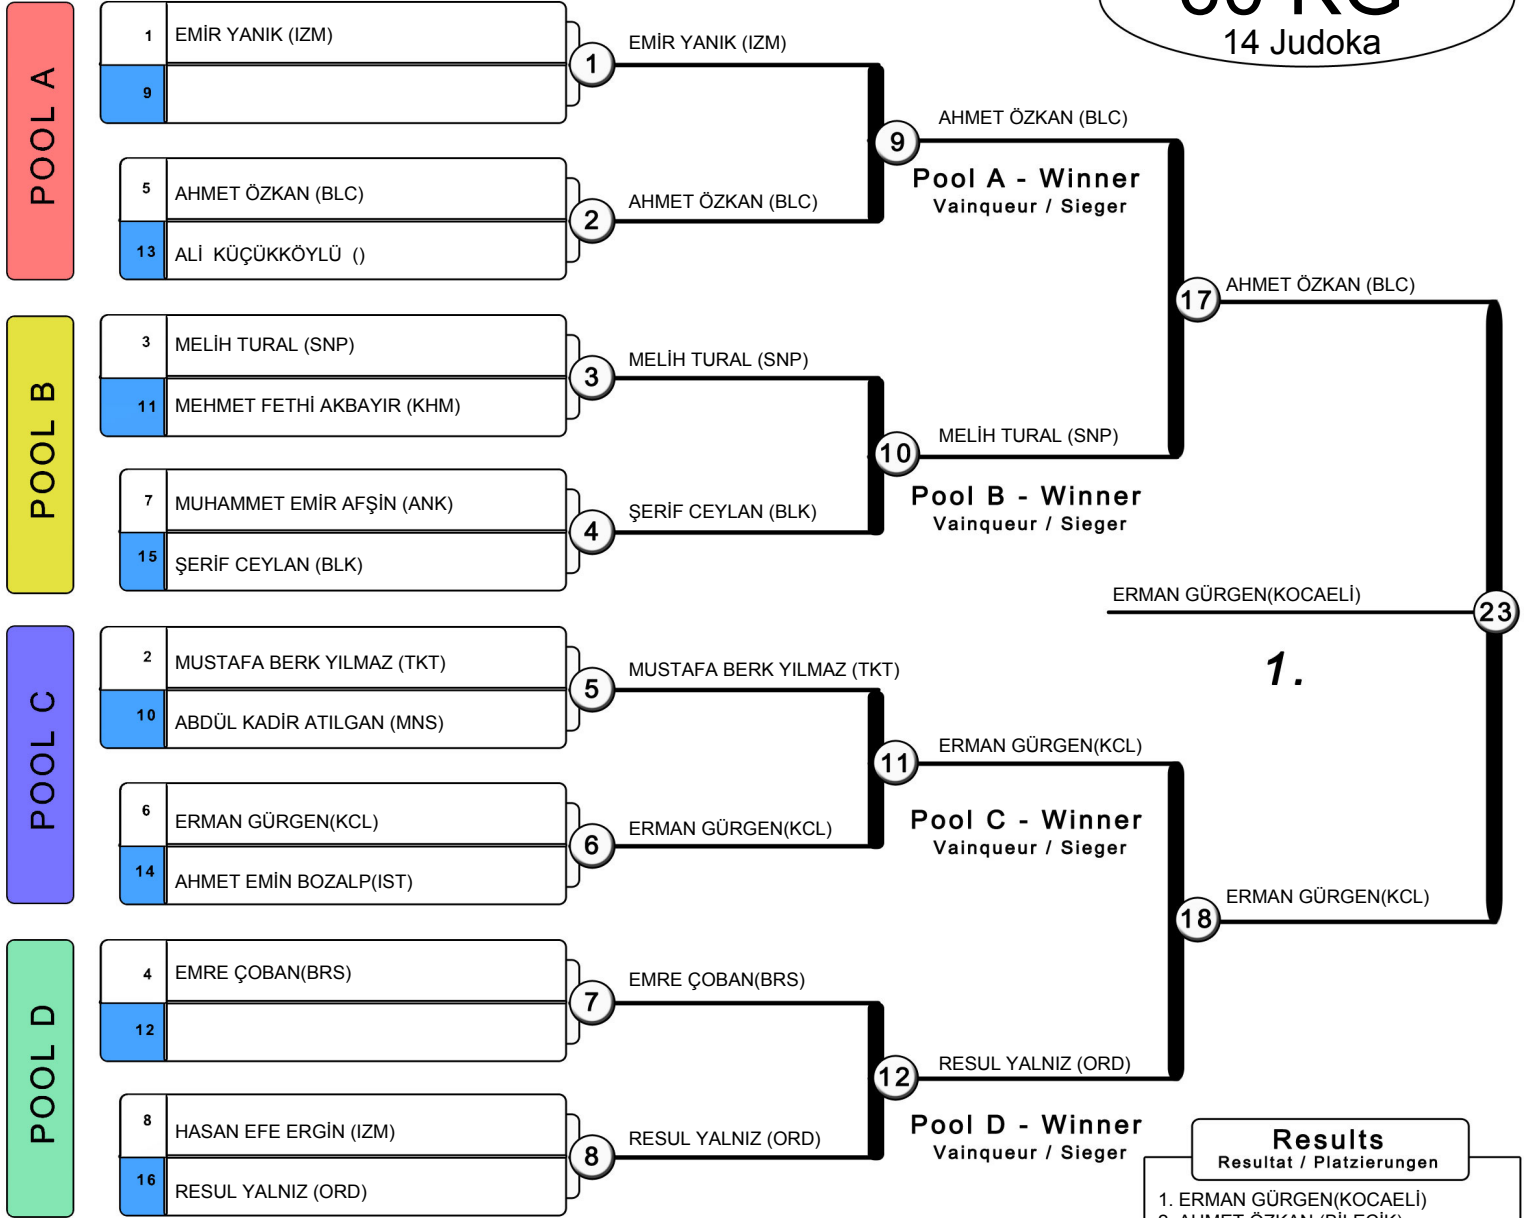 KG
14 Judoka
POOL A
1 EMİR YANIK (IZM)
9
1
EMİR YANIK (IZM)
5 AHMET ÖZKAN (BLC)
13 ALİ KÜÇÜKKÖYLÜ ()
2
AHMET ÖZKAN (BLC)
9
AHMET ÖZKAN (BLC)
Pool A - Winner
Vainqueur / Sieger
POOL B
3 MELİH TURAL (SNP)
11 MEHMET FETHİ AKBAYIR (KHM)
3
MELİH TURAL (SNP)
7 MUHAMMET EMİR AFŞİN (ANK)
15 ŞERİF CEYLAN (BLK)
4
ŞERİF CEYLAN (BLK)
10
MELİH TURAL (SNP)
Pool B - Winner
Vainqueur / Sieger
17
AHMET ÖZKAN (BLC)
POOL C
2 MUSTAFA BERK YILMAZ (TKT)
10 ABDÜL KADİR ATILGAN (MNS)
5
MUSTAFA BERK YILMAZ (TKT)
6 ERMAN GÜRGEN(KCL)
14 AHMET EMİN BOZALP(IST)
6
ERMAN GÜRGEN(KCL)
11
ERMAN GÜRGEN(KCL)
Pool C - Winner
Vainqueur / Sieger
POOL D
4 EMRE ÇOBAN(BRS)
12
7
EMRE ÇOBAN(BRS)
8 HASAN EFE ERGİN (IZM)
16 RESUL YALNIZ (ORD)
8
RESUL YALNIZ (ORD)
12
RESUL YALNIZ (ORD)
Pool D - Winner
Vainqueur / Sieger
18
ERMAN GÜRGEN(KCL)
ERMAN GÜRGEN(KOCAELİ)
23
1.
Results
Resultat / Platzierungen
1. ERMAN GÜRGEN(KOCAELİ)
2. AHMET ÖZKAN (BİLECİK)